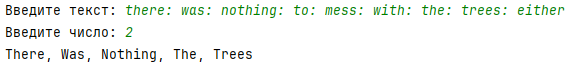 Введите текст: there: was: nothing: to: mess: with: the: trees: either
Введите число: 2
There, Was, Nothing, The, Trees